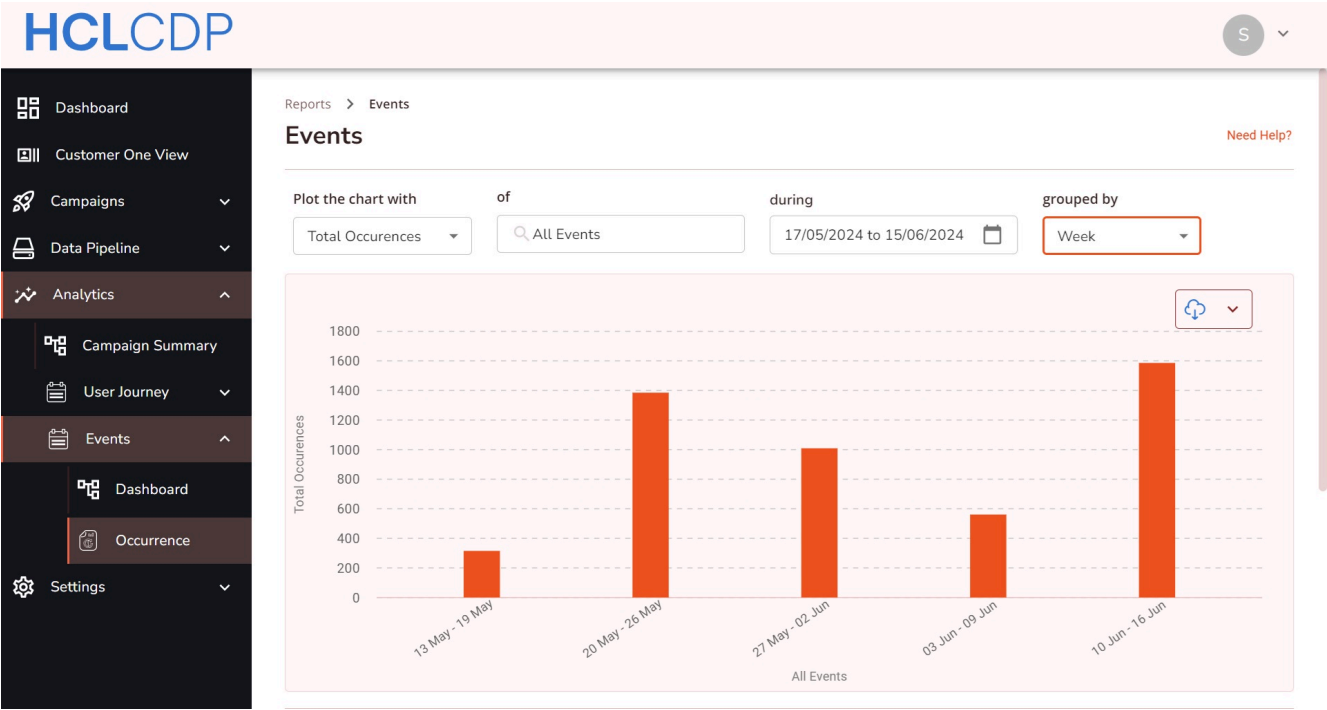 HCLCDP
S
Dashboard
Customer One View
Campaigns
Data Pipeline
Analytics
Campaign Summary
User Journey
Events
Dashboard
Occurrence
Settings
Reports > Events
Events
Need Help?
Plot the chart with
of
during
grouped by
Total Occurences
All Events
17/05/2024 to 15/06/2024
Week
Total Occurences
1800
1600
1400
1200
1000
800
600
400
200
0
13 May - 19 May
20 May - 26 May
27 May - 02 Jun
03 Jun - 09 Jun
10 Jun - 16 Jun
All Events